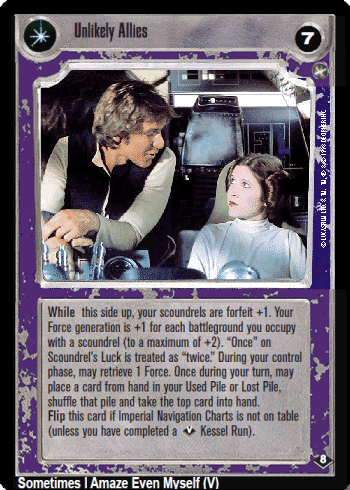 Unlikely Allies
7
While this side up, your scoundrels are forfeit +1. Your
Force generation is +1 for each battleground you occupy
with a scoundrel (to a maximum of +2). “Once” on
Scoundrel's Luck is treated as “twice.” During your control
phase, may retrieve 1 Force. Once during your turn, may
place a card from hand in your Used Pile or Lost Pile,
shuffle that pile and take the top card into hand.
Flip this card if Imperial Navigation Charts is not on table
(unless you have completed a Kessel Run).
8
Sometimes I Amaze Even Myself (V)